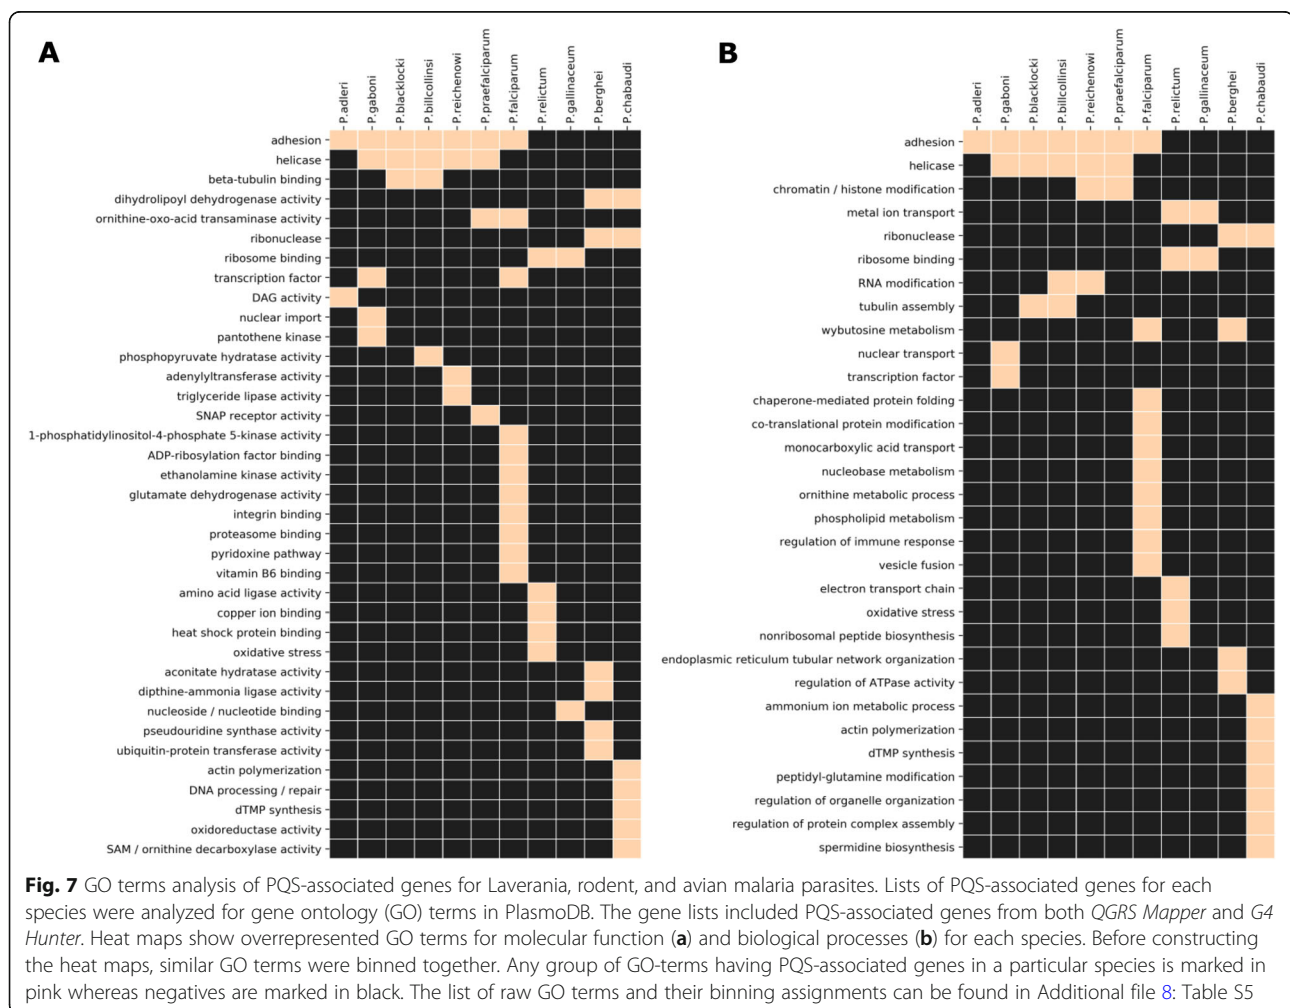 A
P.adleri
P.gaboni
P.blacklocki
P.billcollinsi
P.reichenowi
P.praefalciparum
P.falciparum
P.relictum
P.gallinaceum
P.berghei
P.chabaudi
adhesion
helicase
beta-tubulin binding
dihydrolipoyl dehydrogenase activity
ornithine-oxo-acid transaminase activity
ribonuclease
ribosome binding
transcription factor
DAG activity
nuclear import
pantothene kinase
phosphopyruvate hydratase activity
adenylyltransferase activity
triglyceride lipase activity
SNAP receptor activity
1-phosphatidylinositol-4-phosphate 5-kinase activity
ADP-ribosylation factor binding
ethanolamine kinase activity
glutamate dehydrogenase activity
integrin binding
proteasome binding
pyridoxine pathway
vitamin B6 binding
amino acid ligase activity
copper ion binding
heat shock protein binding
oxidative stress
aconitate hydratase activity
dipthine-ammonia ligase activity
nucleoside / nucleotide binding
pseudouridine synthase activity
ubiquitin-protein transferase activity
actin polymerization
DNA processing / repair
dTMP synthesis
oxidoreductase activity
SAM / ornithine decarboxylase activity
B
P.adleri
P.gaboni
P.blacklocki
P.billcollinsi
P.reichenowi
P.praefalciparum
P.falciparum
P.relictum
P.gallinaceum
P.berghei
P.chabaudi
adhesion
helicase
chromatin / histone modification
metal ion transport
ribonuclease
ribosome binding
RNA modification
tubulin assembly
wybutosine metabolism
nuclear transport
transcription factor
chaperone-mediated protein folding
co-translational protein modification
monocarboxylic acid transport
nucleobase metabolism
ornithine metabolic process
phospholipid metabolism
regulation of immune response
vesicle fusion
electron transport chain
oxidative stress
nonribosomal peptide biosynthesis
endoplasmic reticulum tubular network organization
regulation of ATPase activity
ammonium ion metabolic process
actin polymerization
dTMP synthesis
peptidyl-glutamine modification
regulation of organelle organization
regulation of protein complex assembly
spermidine biosynthesis
Fig. 7 GO terms analysis of PQS-associated genes for Laverania, rodent, and avian malaria parasites. Lists of PQS-associated genes for each
species were analyzed for gene ontology (GO) terms in PlasmoDB. The gene lists included PQS-associated genes from both QGRS Mapper and G4
Hunter. Heat maps show overrepresented GO terms for molecular function (a) and biological processes (b) for each species. Before constructing
the heat maps, similar GO terms were binned together. Any group of GO-terms having PQS-associated genes in a particular species is marked in
pink whereas negatives are marked in black. The list of raw GO terms and their binning assignments can be found in Additional file 8: Table S5